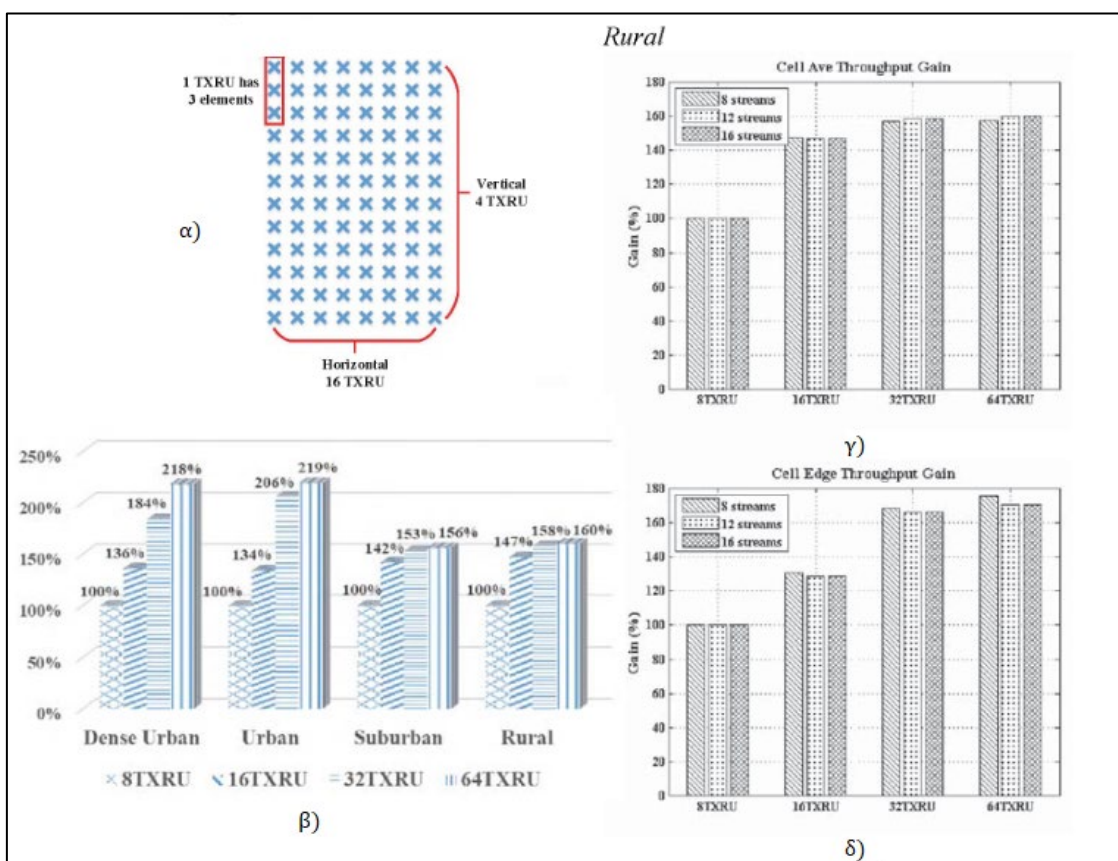 1 TXRU has
3 elements
Vertical
4 TXRU
α)
Horizontal
16 TXRU
250%
200%
150%
100%
50%
0%
100%
136%
184%
218%
100%
134%
206%
219%
100%
142%
153%
156%
100%
147%
158%
160%
Dense Urban
Urban
Suburban
Rural
8TXRU
16TXRU
32TXRU
64TXRU
β)
Rural
Cell Ave Throughput Gain
180
160
140
120
100
80
60
40
20
0
Gain (%)
8 streams
12 streams
16 streams
8TXRU
16TXRU
32TXRU
64TXRU
γ)
Cell Edge Throughput Gain
180
160
140
120
100
80
60
40
20
0
Gain (%)
8 streams
12 streams
16 streams
8TXRU
16TXRU
32TXRU
64TXRU
δ)